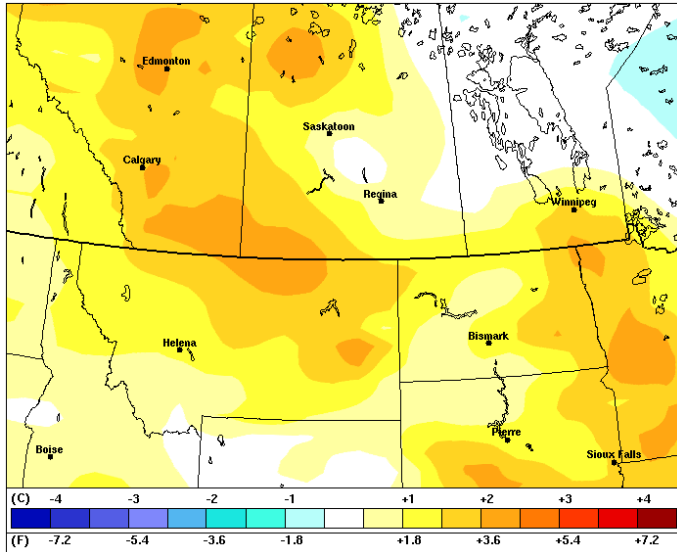 Edmonton
Saskatoon
Calgary
Regina
Winnipeg
Helena
Bismark
Boise
Pierre
Sioux Falls
(C) -4 -3 -2 -1 +1 +2 +3 +4
(F) -7.2 -5.4 -3.6 -1.8 +1.8 +3.6 +5.4 +7.2